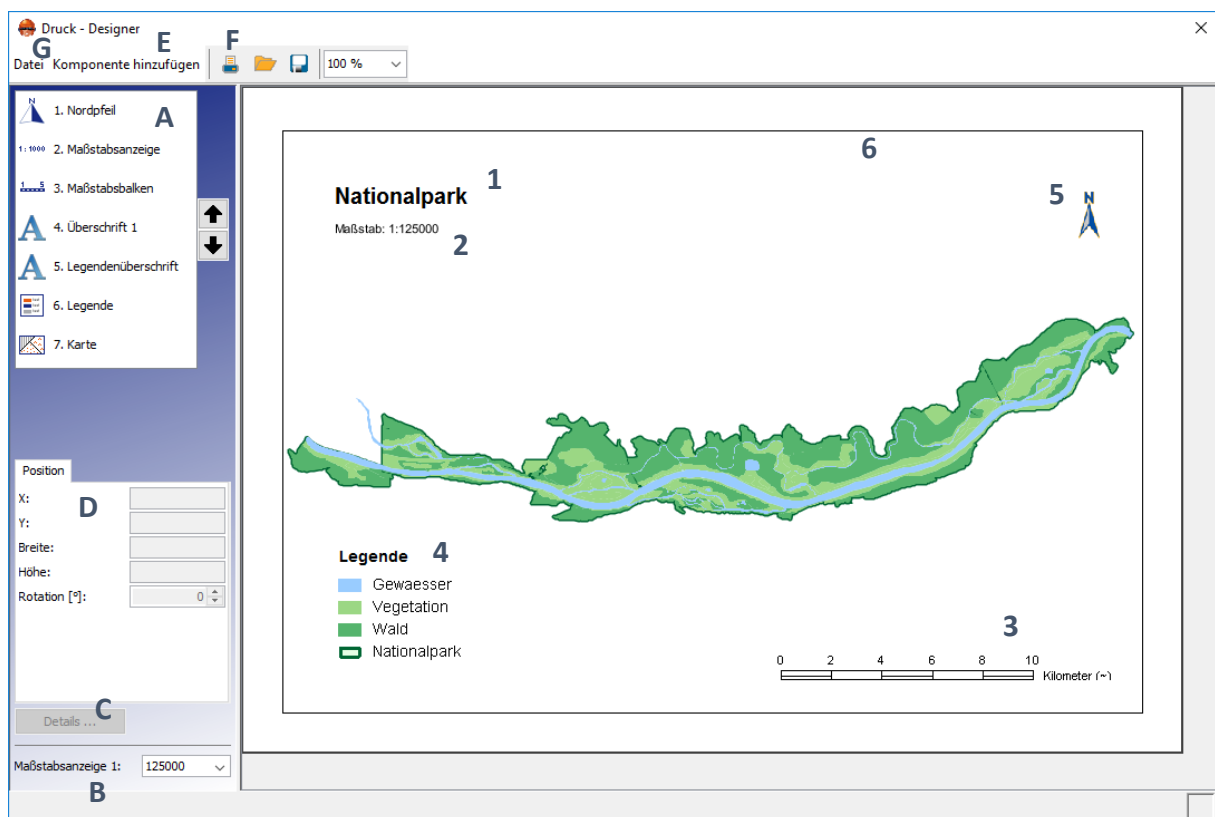 Druck - Designer
G
E
F
Datei Komponente hinzufügen
100 %
N
1. Nordpfeil
A
1:1000 2. Maßstabsanzeige
1 5
3. Maßstabsbalken
A 4. Überschrift 1
A 5. Legendenüberschrift
6. Legende
7. Karte
Position
X:
D
Y:
Breite:
Höhe:
Rotation [°]:
0
C
Details ...
Maßstabsanzeige 1:
125000
B
6
1
Nationalpark
5
N
Maßstab: 1:125000
2
Legende
4
Gewaesser
Vegetation
Wald
Nationalpark
3
0 2 4 6 8 10
Kilometer (~)